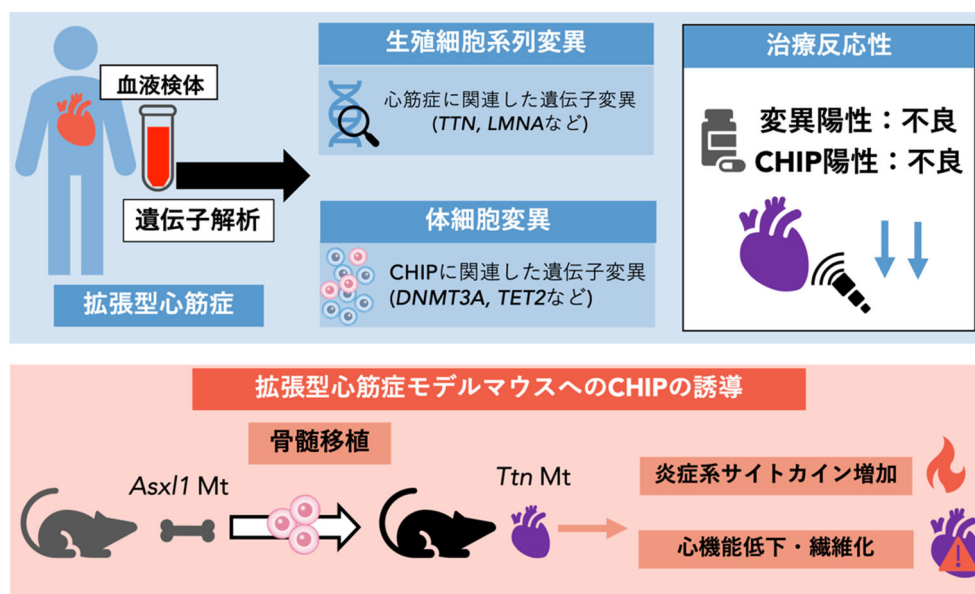 血液検体
遺伝子解析
拡張型心筋症
生殖細胞系列変異
心筋症に関連した遺伝子変異
(TTN, LMNAなど)
体細胞変異
CHIPに関連した遺伝子変異
(DNMT3A, TET2など)
治療反応性
変異陽性：不良
CHIP陽性：不良
拡張型心筋症モデルマウスへのCHIPの誘導
骨髄移植
Asxl1 Mt
Ttn Mt
炎症系サイトカイン増加
心機能低下・繊維化